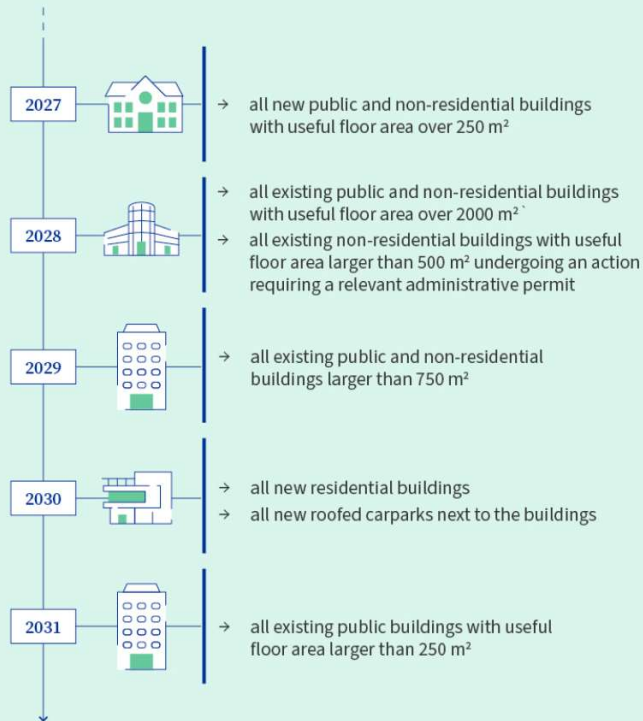 2027
→ all new public and non-residential buildings
with useful floor area over 250 m²
2028
→ all existing public and non-residential buildings
with useful floor area over 2000 m²`
→ all existing non-residential buildings with useful
floor area larger than 500 m² undergoing an action
requiring a relevant administrative permit
2029
→ all existing public and non-residential
buildings larger than 750 m²
2030
→ all new residential buildings
→ all new roofed carparks next to the buildings
2031
→ all existing public buildings with useful
floor area larger than 250 m²